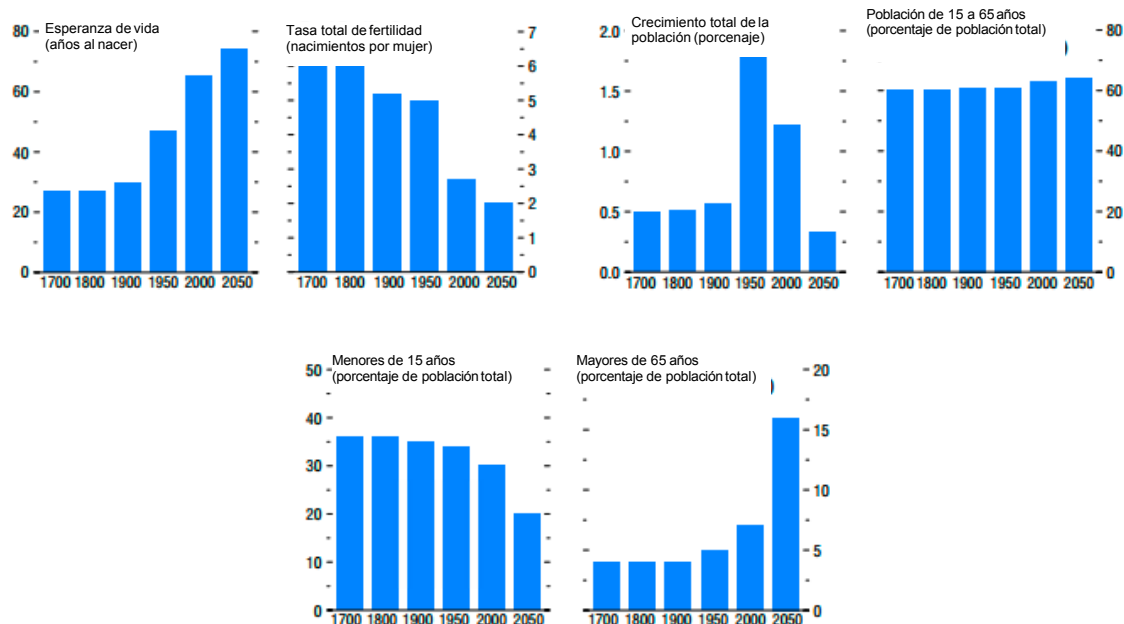 Esperanza de vida
(años al nacer)
80
60
40
20
0
1700 1800 1900 1950 2000 2050
Tasa total de fertilidad
(nacimientos por mujer)
7
6
5
4
3
2
1
0
1700 1800 1900 1950 2000 2050
Crecimiento total de la
población (porcenaje)
2.0
1.5
1.0
0.5
0.0
1700 1800 1900 1950 2000 2050
Población de 15 a 65 años
(porcentaje de población total)
)
80
60
40
20
0
1700 1800 1900 1950 2000 2050
Menores de 15 años
(porcentaje de población total)
50
40
30
20
10
0
1700 1800 1900 1950 2000 2050
Mayores de 65 años
(porcentaje de población total)
)
20
15
10
5
0
1700 1800 1900 1950 2000 2050